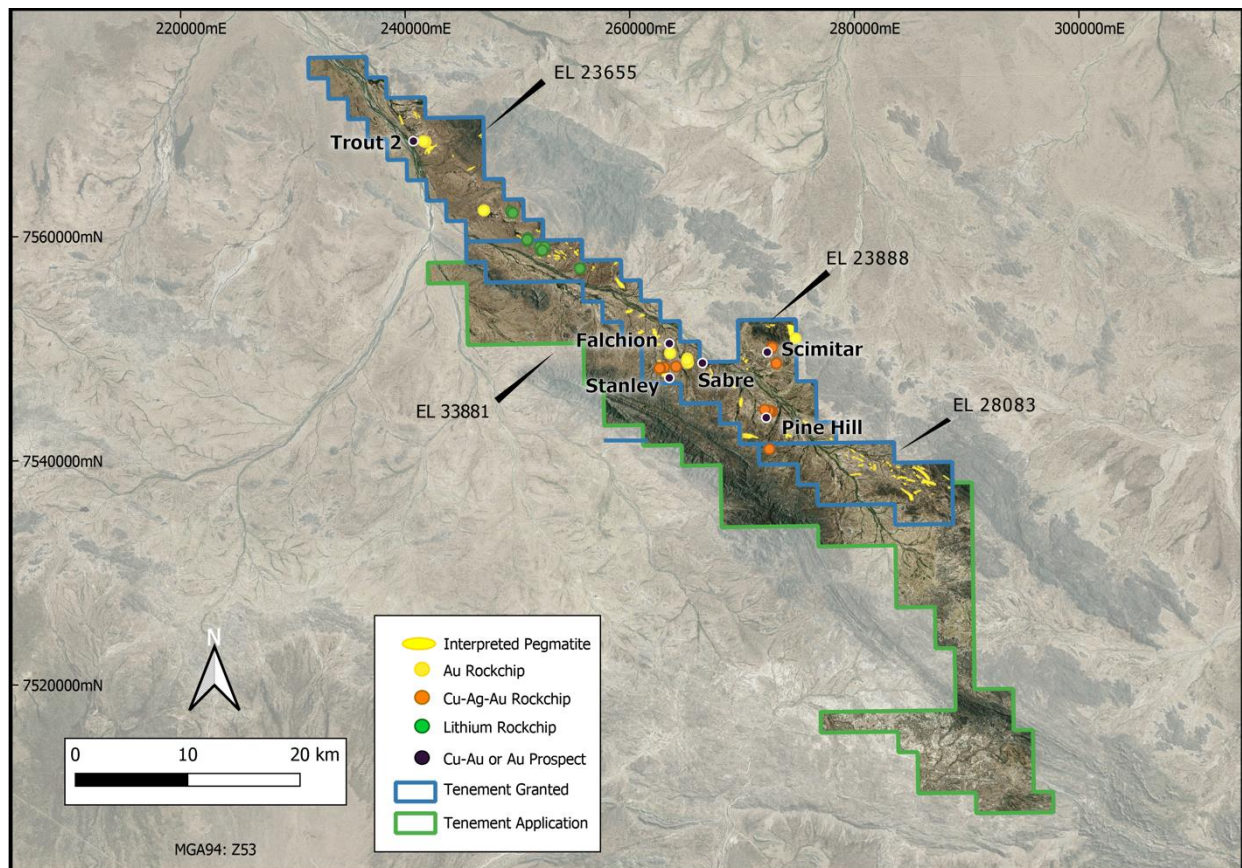 220000mE
240000mE
260000mE
280000mE
300000mE
EL 23655
Trout 2
7560000mN
EL 23888
Falchion
Scimitar
Sabre
Stanley
EL 33881
Pine Hill
EL 28083
7540000mN
7520000mN
N
0 10 20 km
MGA94: Z53
Interpreted Pegmatite
Au Rockchip
Cu-Ag-Au Rockchip
Lithium Rockchip
Cu-Au or Au Prospect
Tenement Granted
Tenement Application